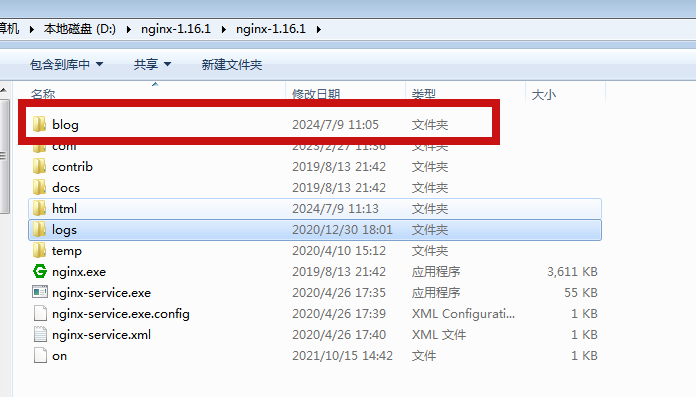 算机 ▸ 本地磁盘 (D:) ▸ nginx-1.16.1 ▸ nginx-1.16.1 ▸
包含到库中 共享 新建文件夹
名称 修改日期 类型 大小
blog 2024/7/9 11:05 文件夹
conf 2023/2/27 11:56 文件夹
contrib 2019/8/13 21:42 文件夹
docs 2019/8/13 21:42 文件夹
html 2024/7/9 11:13 文件夹
logs 2020/12/30 18:01 文件夹
temp 2020/4/10 15:12 文件夹
nginx.exe 2019/8/13 21:42 应用程序 3,611 KB
nginx-service.exe 2020/4/26 17:35 应用程序 55 KB
nginx-service.exe.config 2020/4/26 17:39 XML Configurati... 1 KB
nginx-service.xml 2020/4/26 17:40 XML 文件 1 KB
on 2021/10/15 14:42 文件 1 KB